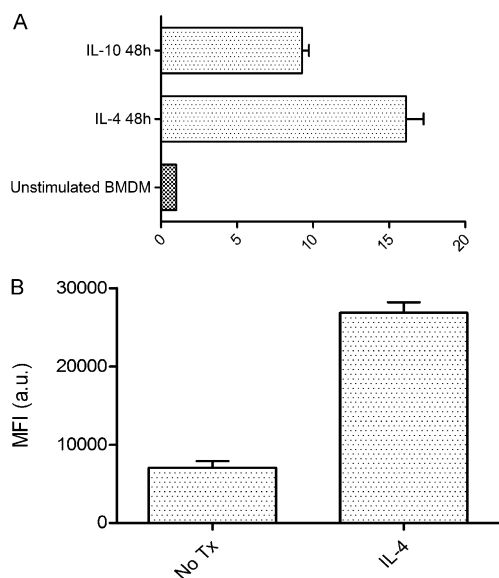 A
IL-10 48h
IL-4 48h
Unstimulated BMDM
0 5 10 15 20
B
MFI (a.u.)
30000
20000
10000
0
No Tx IL-4